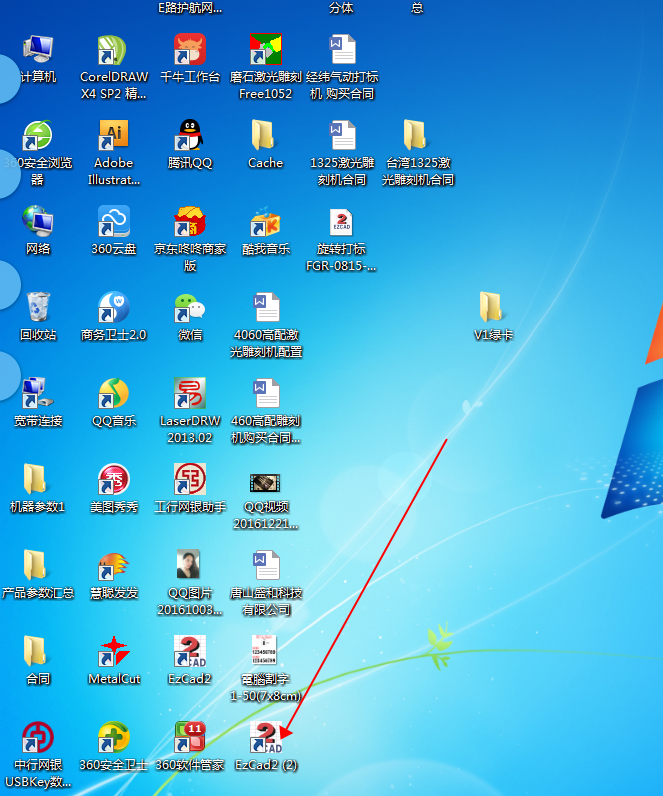 E路护航网... 分体 总
计算机 CorelDRAW 千牛工作台 磨石激光雕刻 经纬气动打标
X4 SP2 精... Free1052 机 购买合同
Ai
360安全浏览 Adobe 腾讯QQ Cache 1325激光雕 台湾1325激
器 Illustrat... 刻机合同 光雕刻机合同
2
EZCAD
网络 360云盘 京东咚咚商家 酷我音乐 旋转打标
版 FGR-0815-...
回收站 商务卫士2.0 微信 4060高配激 V1绿卡
光雕刻机配置
易
宽带连接 QQ音乐 LaserDRW 460高配雕刻
2013.02 机购买合同...
秀
机器参数1 美图秀秀 工行网银助手 QQ视频
20161221...
产品参数汇总 慧聪发发 QQ图片 唐山盛和科技
20161003... 有限公司
2
CAD
合同 MetalCut EzCad2 電腦割字
1-50(7x8cm)
11
2
CAD
中行网银 360安全卫士 360软件管家 EzCad2 (2)
USBKey数...